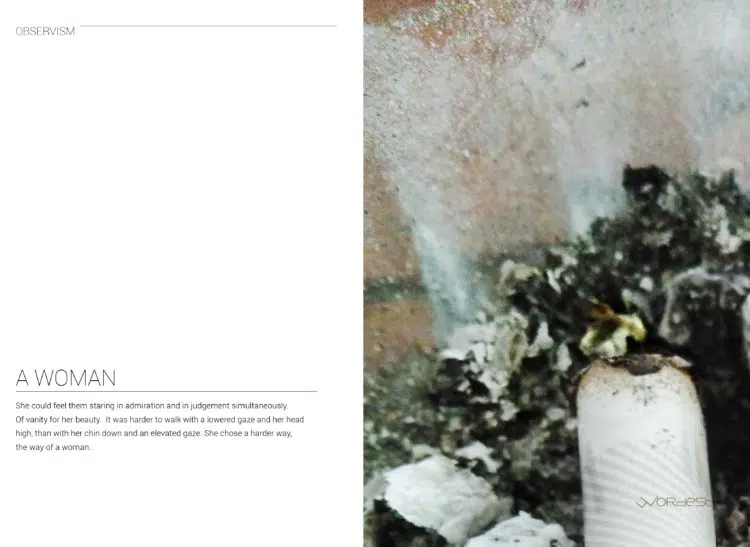 OBSERVISM
A WOMAN
She could feel them staring in admiration and in judgement simultaneously.
Of vanity for her beauty.  It was harder to walk with a lowered gaze and her head
high, than with her chin down and an elevated gaze. She chose a harder way,
the way of a woman.